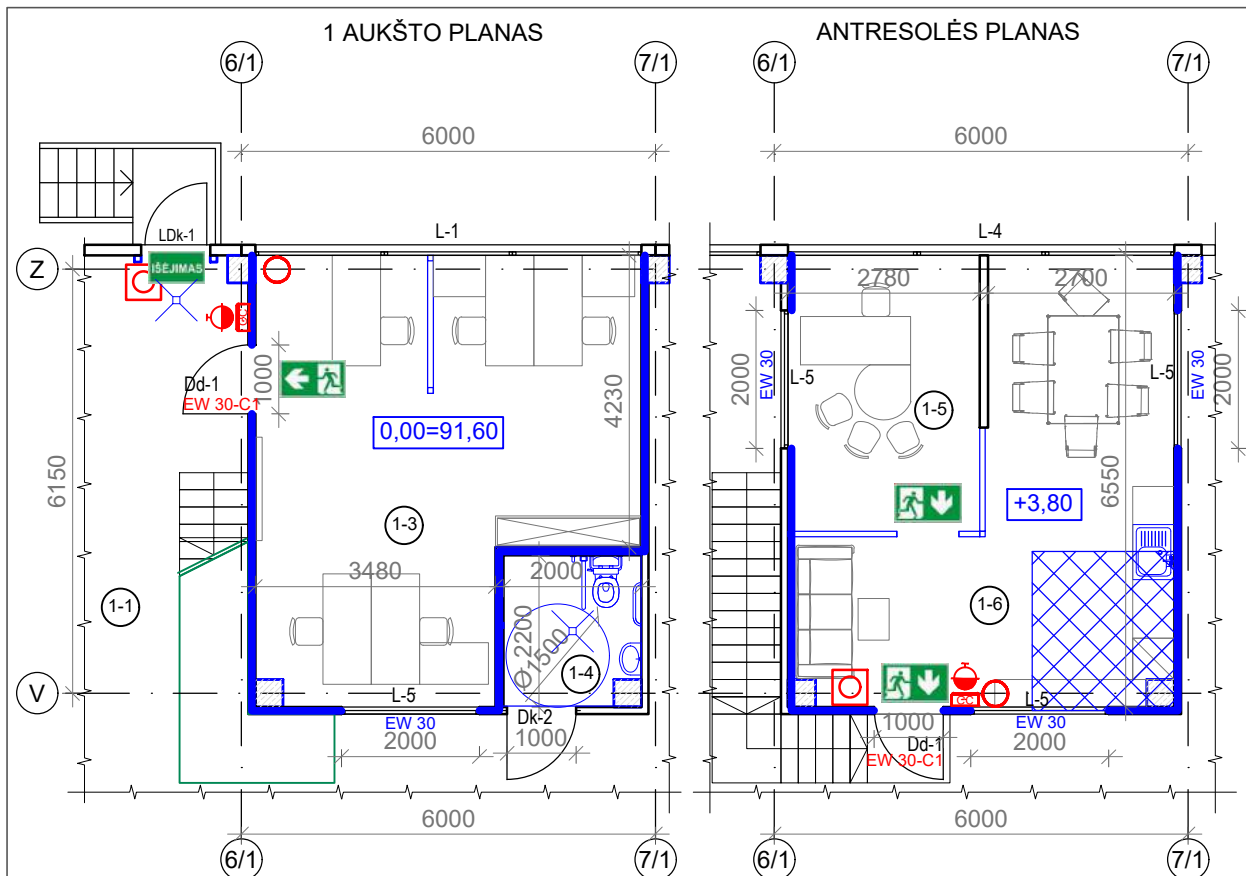 1 AUKŠTO PLANAS
6/1
7/1
6000
L-1
LDk-1
IŠĖJIMAS
Z
GC
1000
Dd-1
EW 30-C1
4230
0,00=91,60
6150
1-3
3480
2000
1-1
2200
Ø1500
1-4
V
L-5
EW 30
2000
Dk-2
1000
6000
6/1
7/1
ANTRESOLĖS PLANAS
6/1
7/1
6000
L-4
2780
2700
2000
EW 30
L-5
1-5
L-5
EW 30
2000
6550
+3,80
1-6
GC
L-5
1000
Dd-1
EW 30-C1
EW 30
2000
6000
6/1
7/1